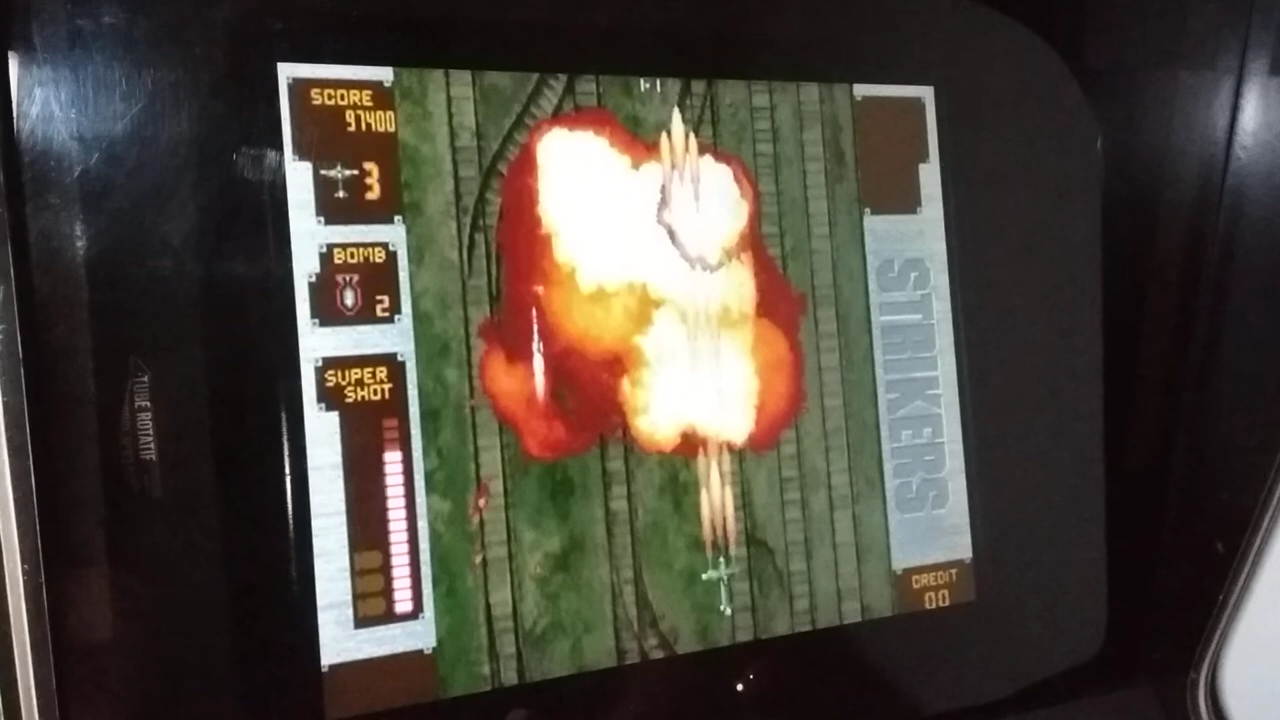 SCORE
97400
3
BOMB
2
SUPER
SHOT
STRIKERS
CREDIT
00
TUBE ROTATIF